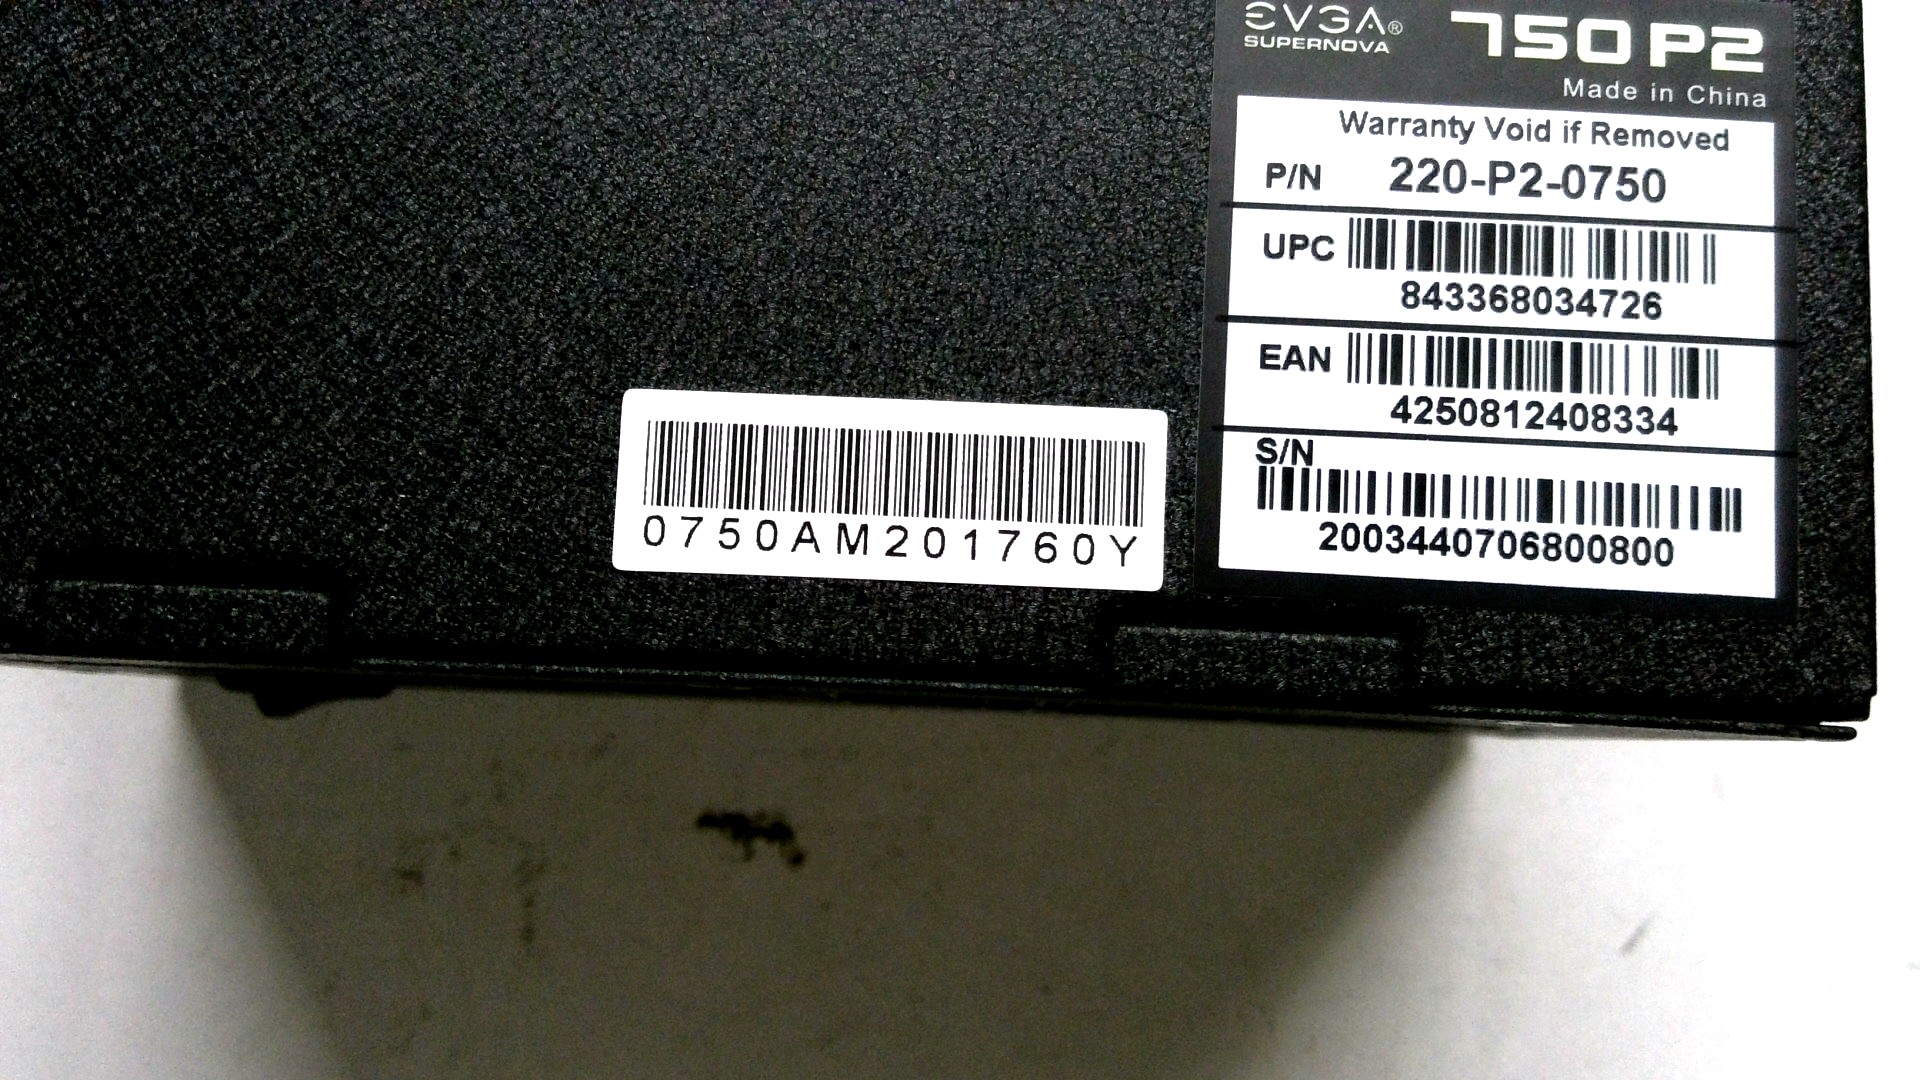 EVGA®
SUPERNOVA
750 P2
Made in China
Warranty Void if Removed
P/N 220-P2-0750
UPC
843368034726
EAN
4250812408334
S/N
2003440706800800
0750AM201760Y